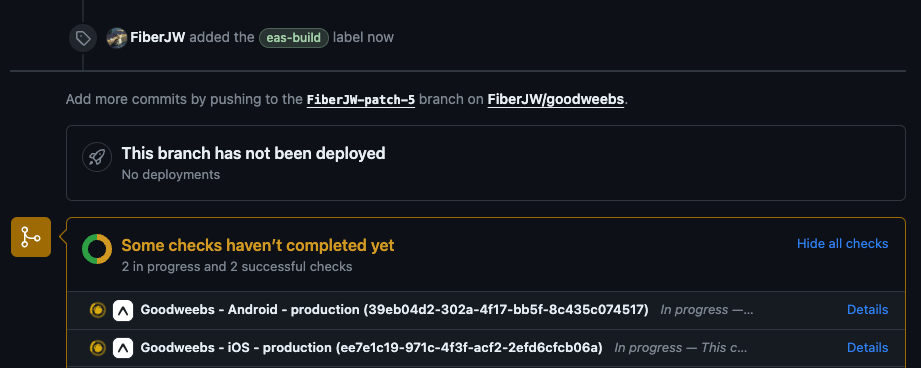 FiberJW added the eas-build label now
Add more commits by pushing to the FiberJW-patch-5 branch on FiberJW/goodweebs.
This branch has not been deployed
No deployments
Some checks haven’t completed yet
Hide all checks
2 in progress and 2 successful checks
Goodweebs - Android - production (39eb04d2-302a-4f17-bb5f-8c435c074517) In progress —... Details
Goodweebs - iOS - production (ee7e1c19-971c-4f3f-acf2-2efd6cfcb06a) In progress — This c... Details